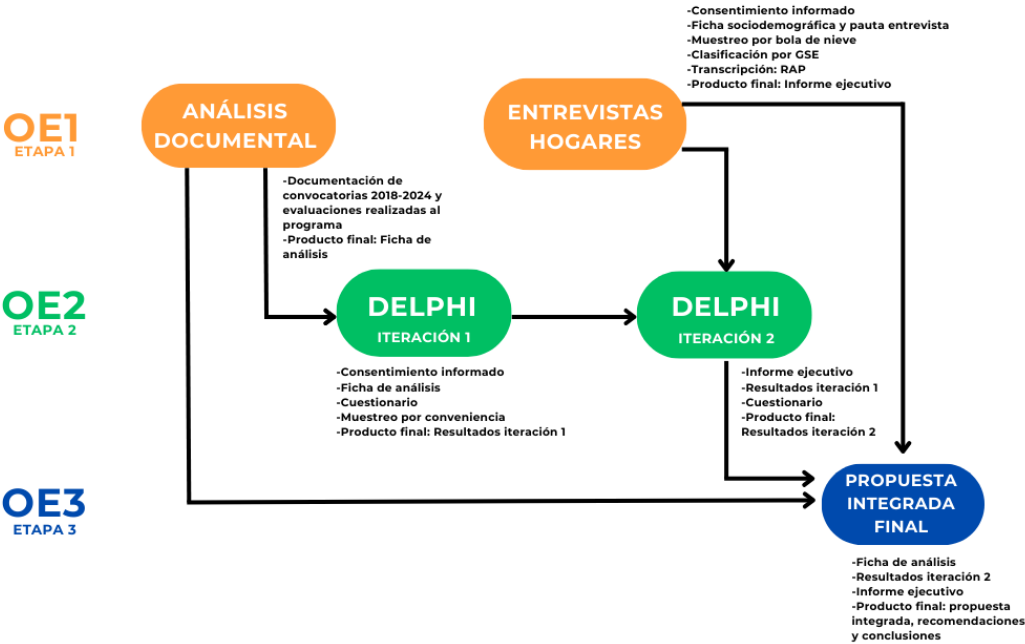 -Consentimiento informado
-Ficha sociodemográfica y pauta entrevista
-Muestreo por bola de nieve
-Clasificación por GSE
-Transcripción: RAP
-Producto final: Informe ejecutivo
OE1
ETAPA 1
ANÁLISIS
DOCUMENTAL
ENTREVISTAS
HOGARES
-Documentación de
convocatorias 2018-2024 y
evaluaciones realizadas al
programa
-Producto final: Ficha de
análisis
OE2
ETAPA 2
DELPHI
ITERACIÓN 1
DELPHI
ITERACIÓN 2
-Consentimiento informado
-Ficha de análisis
-Cuestionario
-Muestreo por conveniencia
-Producto final: Resultados iteración 1
-Informe ejecutivo
-Resultados iteración 1
-Cuestionario
-Producto final:
Resultados iteración 2
OE3
ETAPA 3
PROPUESTA
INTEGRADA
FINAL
-Ficha de análisis
-Resultados iteración 2
-Informe ejecutivo
-Producto final: propuesta
integrada, recomendaciones
y conclusiones